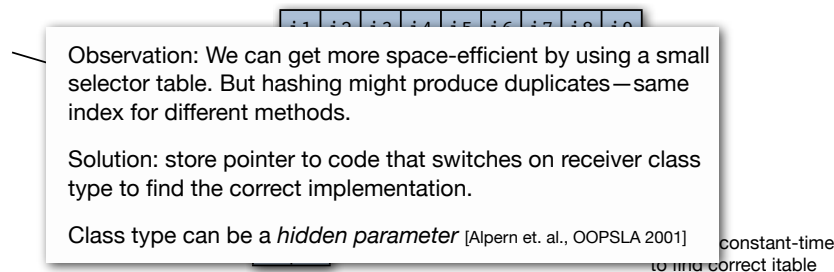 i1 i2 i3 i4 i5 i6 i7 i8 i9
Observation: We can get more space-efficient by using a small
selector table. But hashing might produce duplicates—same
index for different methods.
Solution: store pointer to code that switches on receiver class
type to find the correct implementation.
Class type can be a hidden parameter [Alpern et. al., OOPSLA 2001]
constant-time
to find correct itable